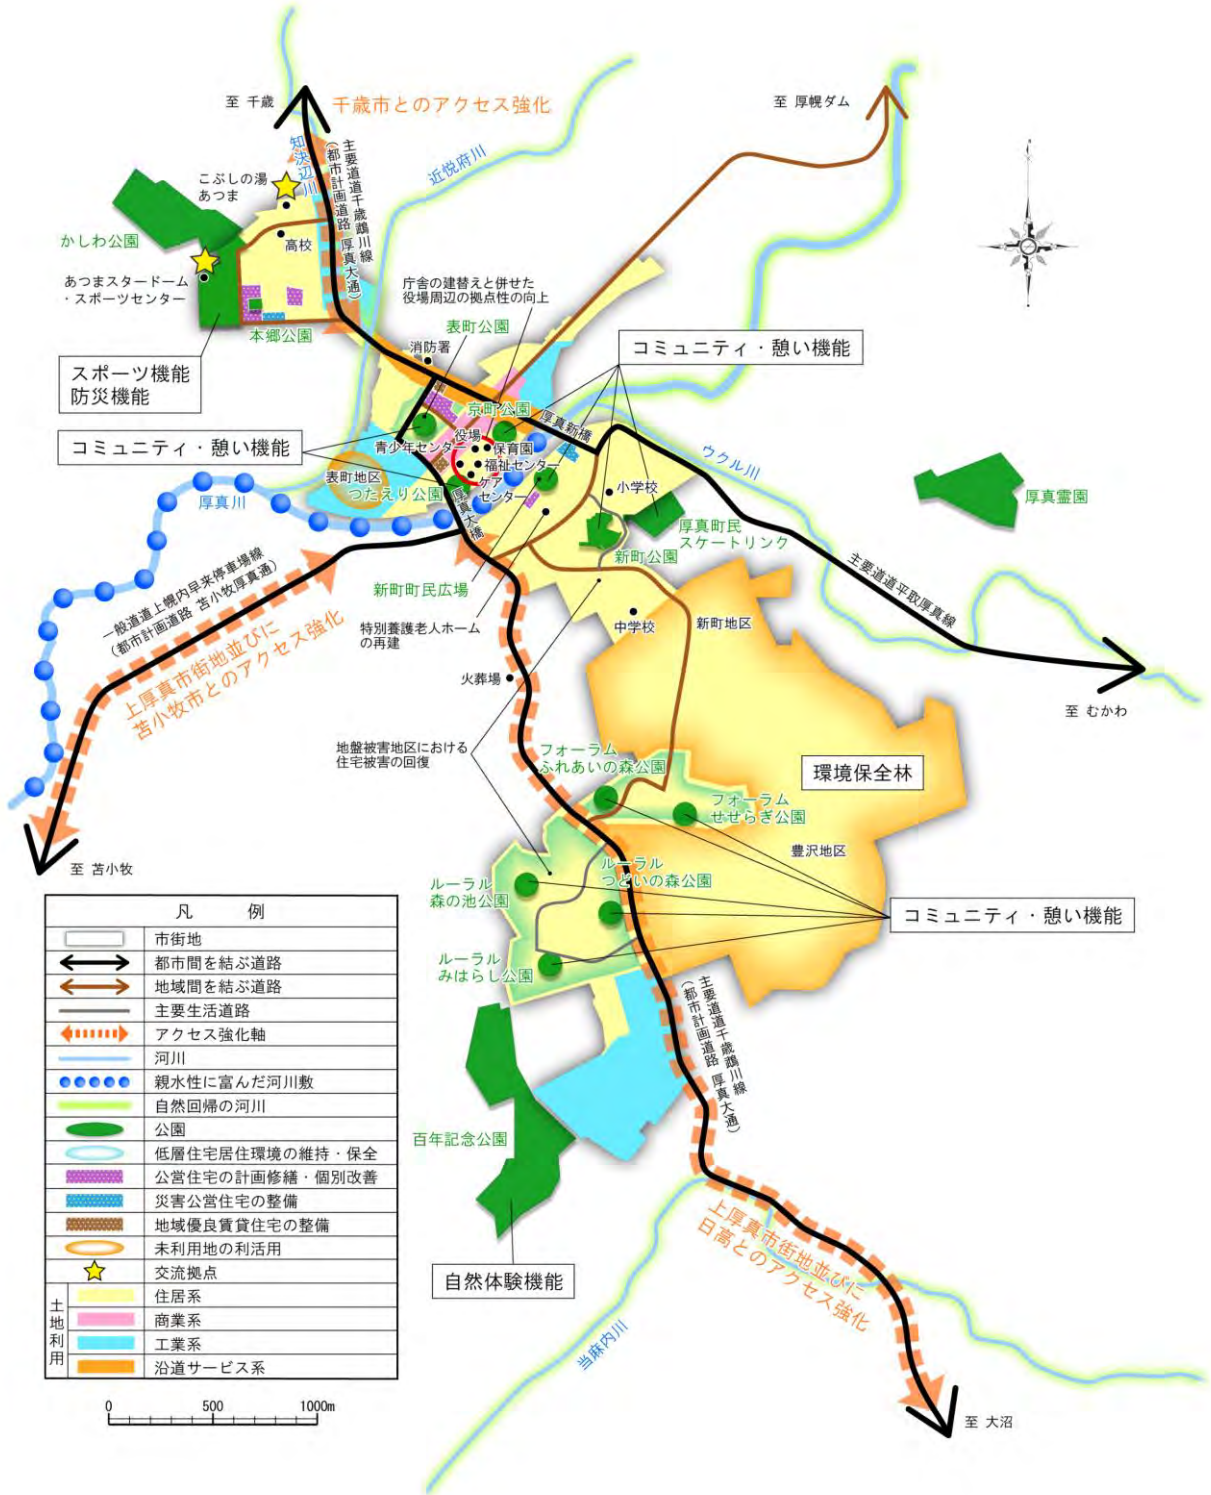 至 千歳
千歳市とのアクセス強化
至 厚幌ダム
知決辺川
主要道道千歳鵡川線
(都市計画道路 厚真大通)
近悦府川
こぶしの湯
あつま
かしわ公園
高校
あつまスタードーム
・スポーツセンター
庁舎の建替えと併せた
役場周辺の拠点性の向上
本郷公園
表町公園
消防署
コミュニティ・憩い機能
スポーツ機能
防災機能
京町公園
厚真新橋
コミュニティ・憩い機能
役場
青少年センター
保育園
福祉センター
ウクル川
表町地区
つたえり公園
ケア
センター
小学校
厚真川
厚真大橋
厚真町民
スケートリンク
厚真霊園
新町公園
一般道道上幌内早来停車場線
(都市計画道路 苫小牧厚真通)
新町町民広場
主要道道平取厚真線
上厚真市街地並びに
苫小牧市とのアクセス強化
特別養護老人ホーム
の再建
中学校
新町地区
火葬場
至 むかわ
地盤被害地区における
住宅被害の回復
フォーラム
ふれあいの森公園
環境保全林
フォーラム
せせらぎ公園
至 苫小牧
豊沢地区
ルーラル
つどいの森公園
ルーラル
森の池公園
コミュニティ・憩い機能
ルーラル
みはらし公園
主要道道千歳鵡川線
(都市計画道路 厚真大通)
百年記念公園
自然体験機能
上厚真市街地並びに
日高とのアクセス強化
当麻内川
至 大沼
凡 例
市街地
都市間を結ぶ道路
地域間を結ぶ道路
主要生活道路
アクセス強化軸
河川
親水性に富んだ河川敷
自然回帰の河川
公園
低層住宅居住環境の維持・保全
公営住宅の計画修繕・個別改善
災害公営住宅の整備
地域優良賃貸住宅の整備
未利用地の利活用
交流拠点
土地利用
住居系
商業系
工業系
沿道サービス系
0 500 1000m